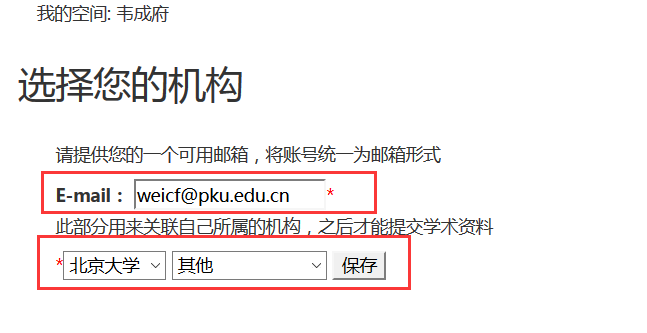 我的空间: 韦成府
选择您的机构
请提供您的一个可用邮箱，将账号统一为邮箱形式
E-mail： weicf@pku.edu.cn *
此部分用来关联自己所属的机构，之后才能提交学术资料
*北京大学 其他 保存